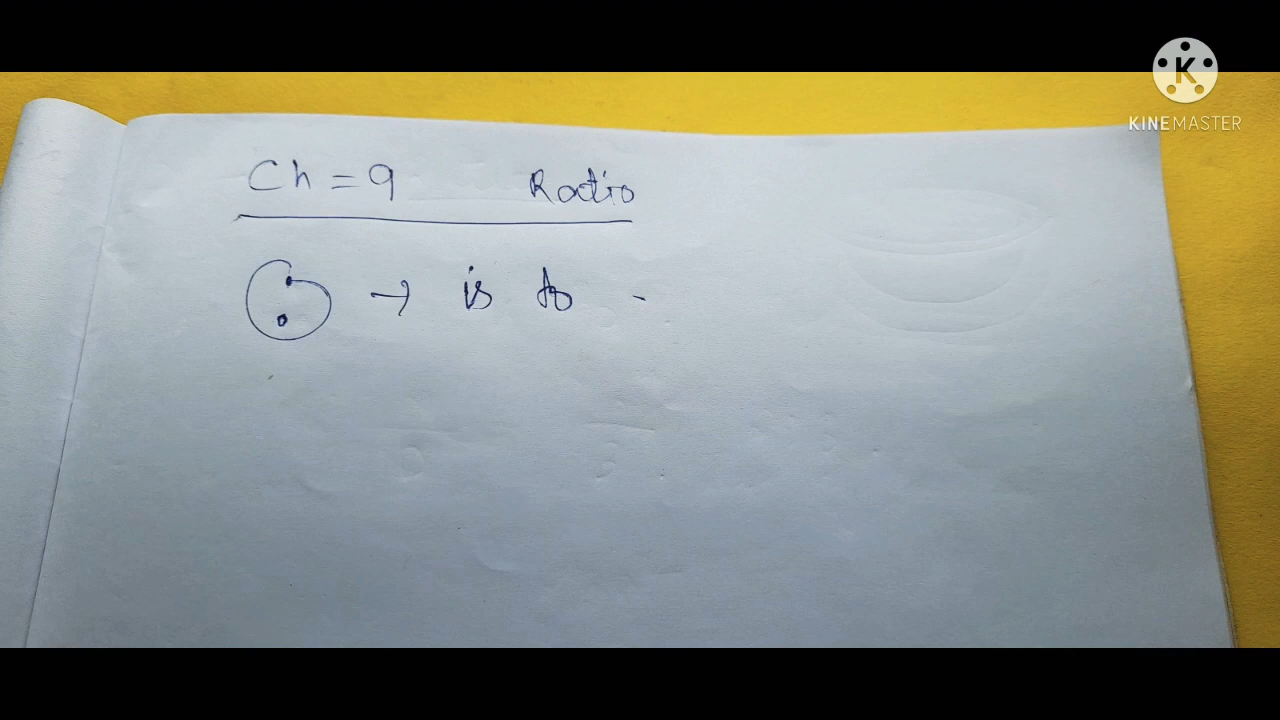 Ch = 9 Ratio
: → is to -
KINEMASTER